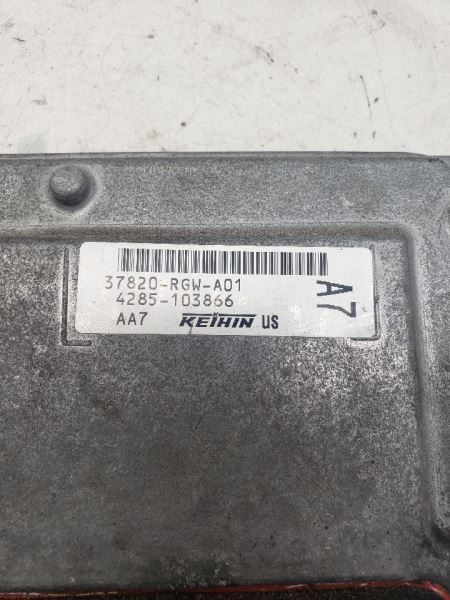 37820-RGW-A01
4285-103866
AA7 KEIHIN US
A7